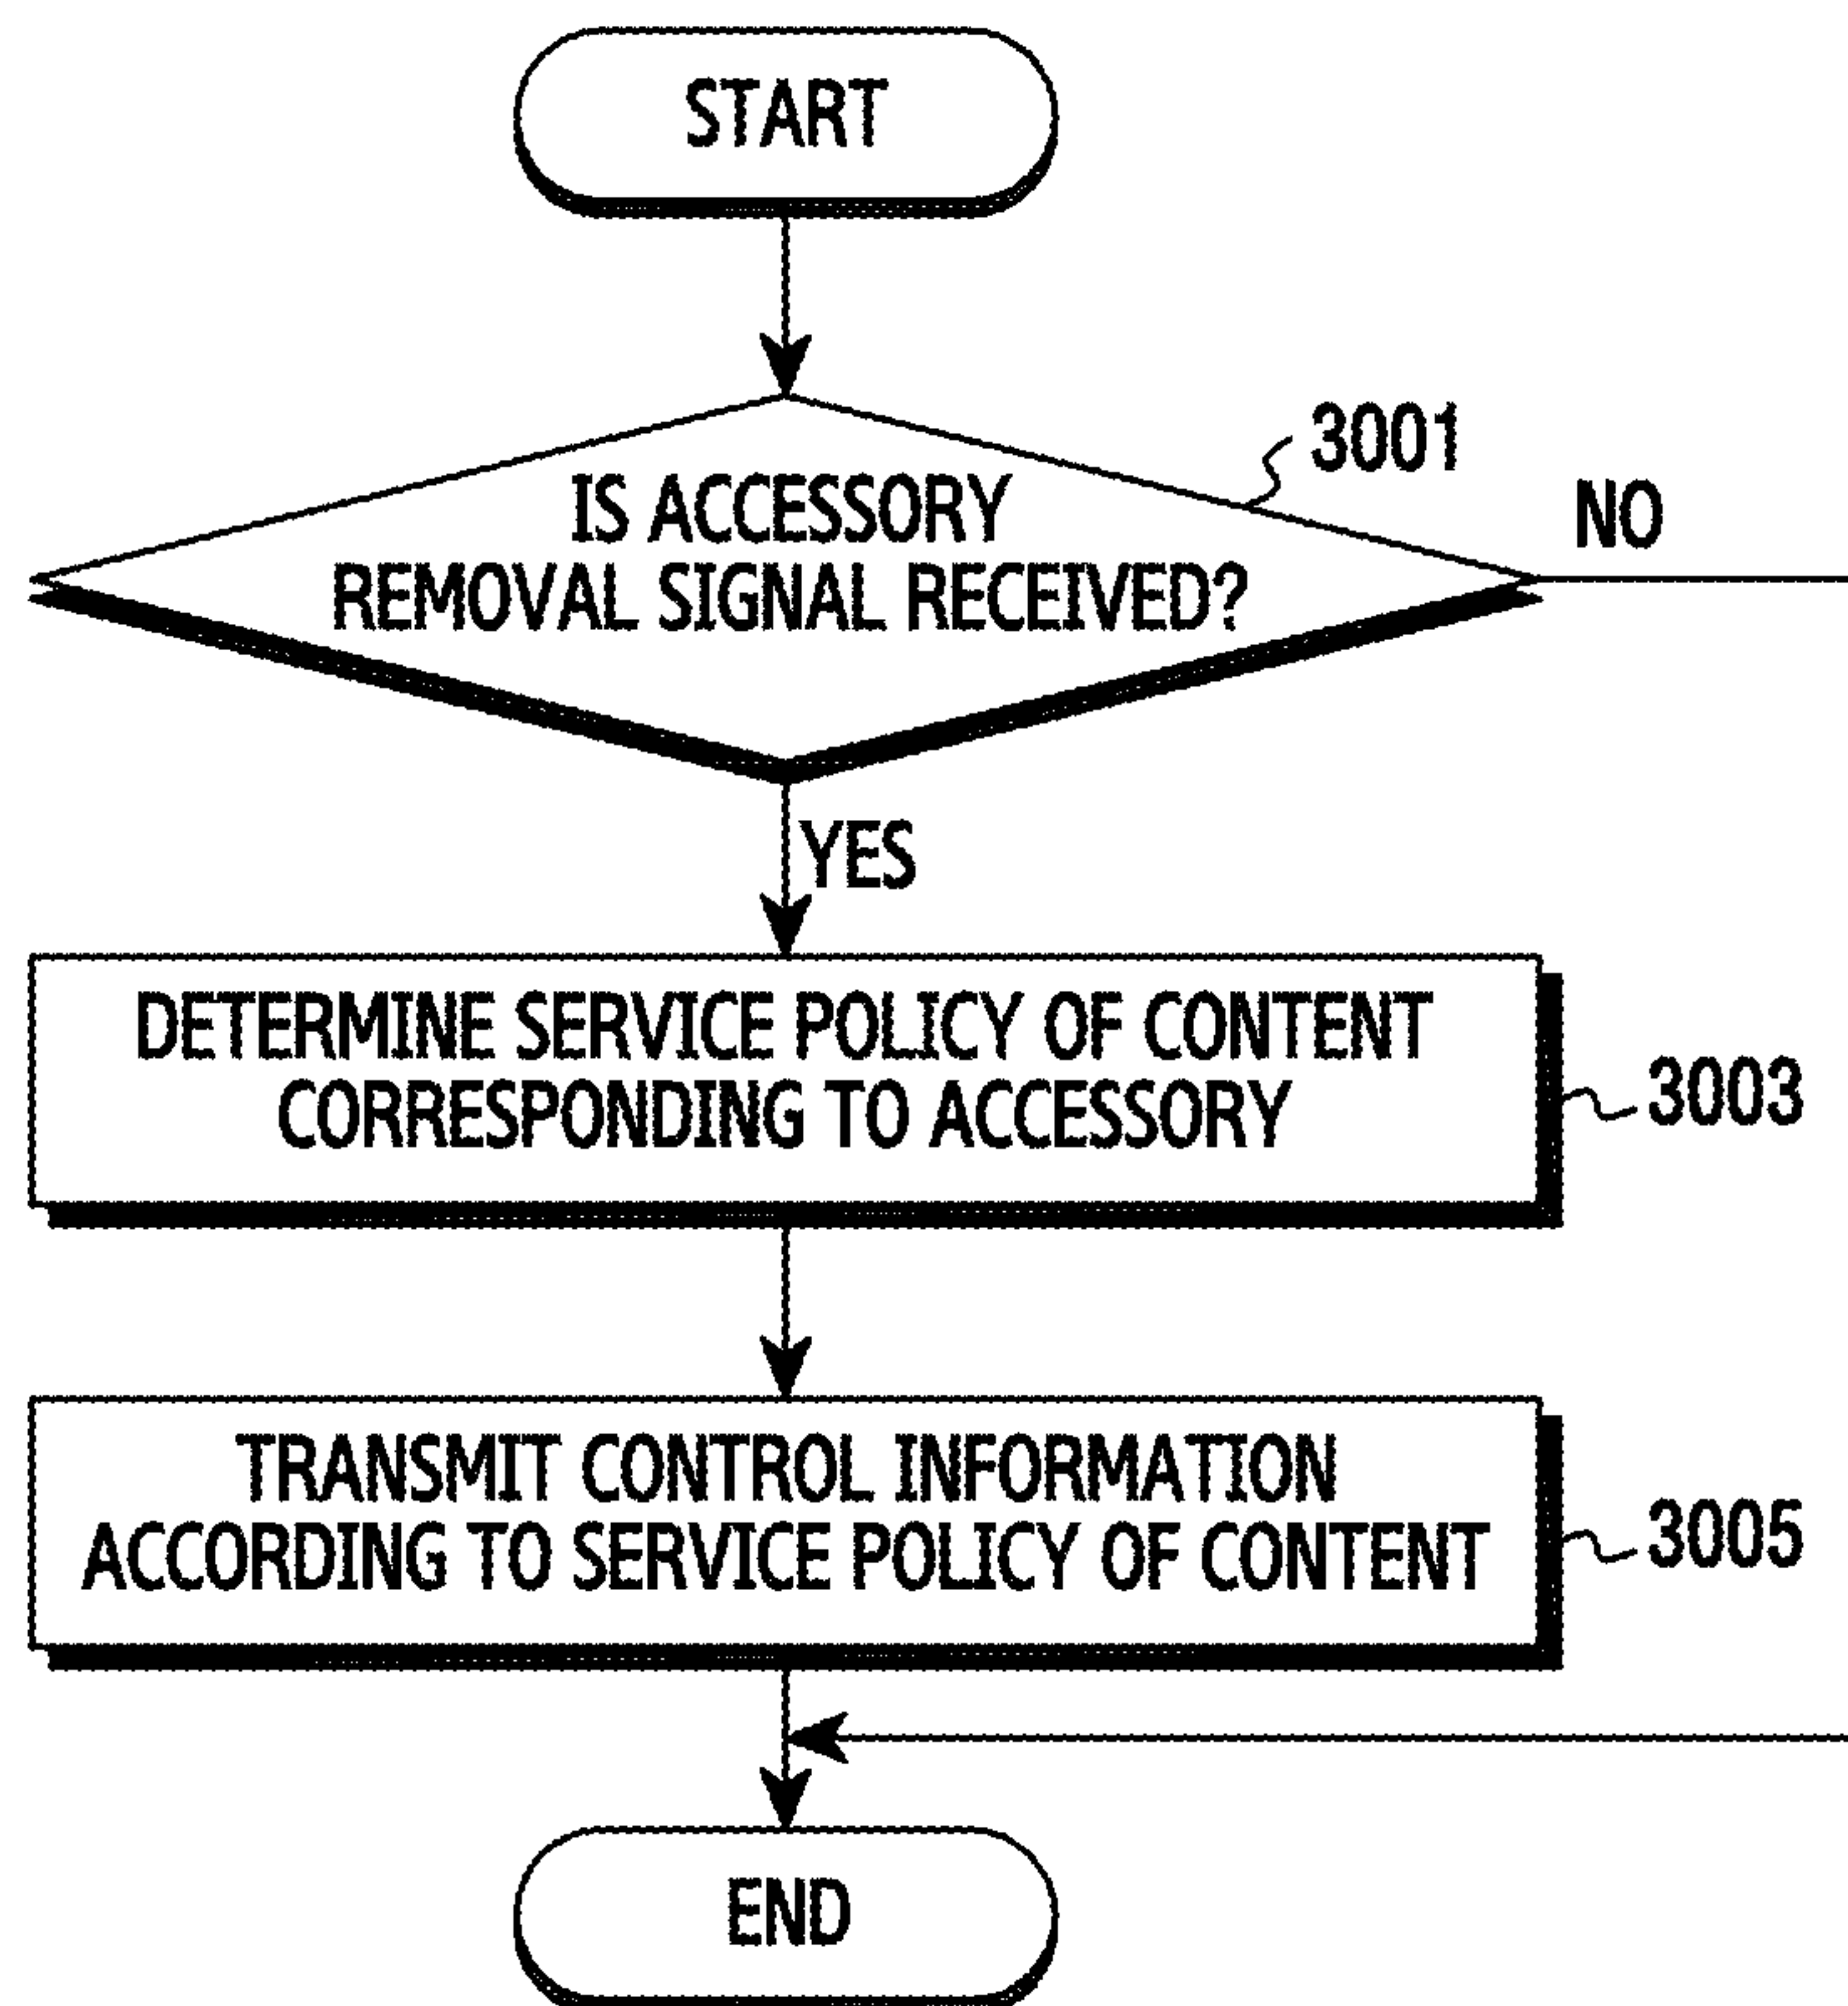 START
3001
IS ACCESSORY
REMOVAL SIGNAL RECEIVED?
NO
YES
DETERMINE SERVICE POLICY OF CONTENT
CORRESPONDING TO ACCESSORY
3003
TRANSMIT CONTROL INFORMATION
ACCORDING TO SERVICE POLICY OF CONTENT
3005
END